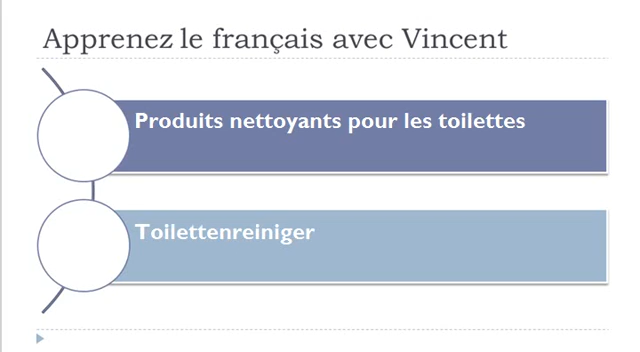 Apprenez le français avec Vincent
Produits nettoyants pour les toilettes
Toilettenreiniger